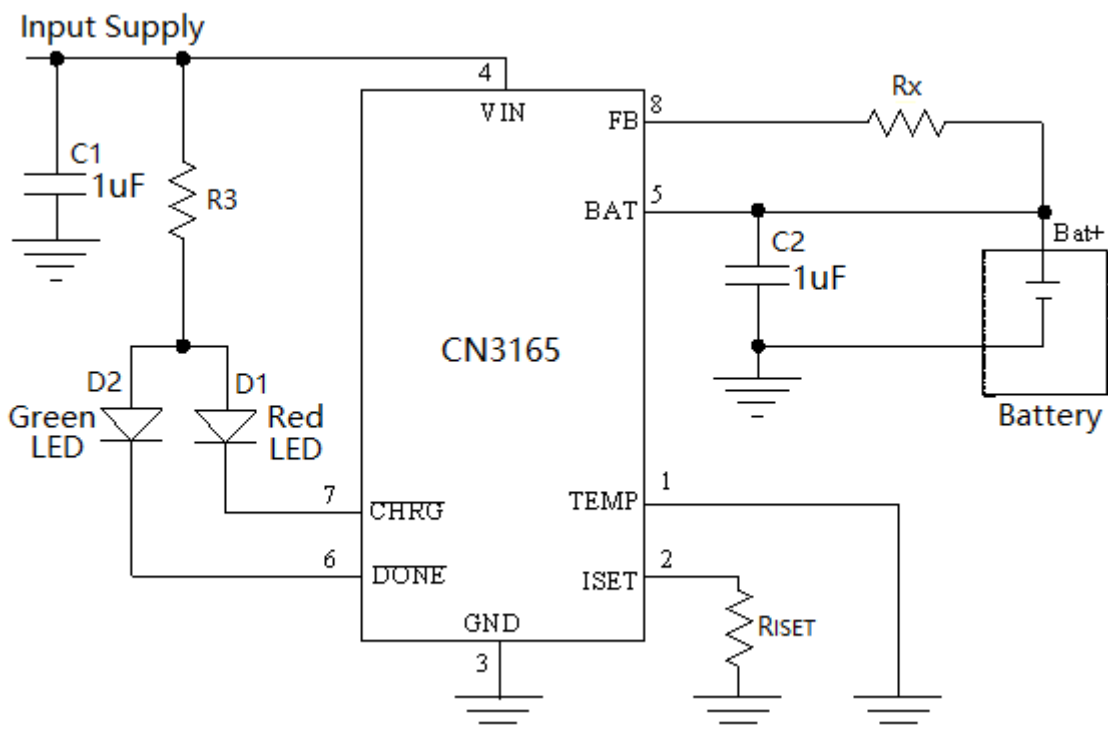 Input Supply
4
VIN
FB
8
Rx
C1
1uF
R3
BAT
5
Bat+
C2
1uF
CN3165
D2
D1
Green
LED
Red
LED
Battery
7
CHRG
TEMP
1
6
DONE
ISET
2
GND
3
RISET